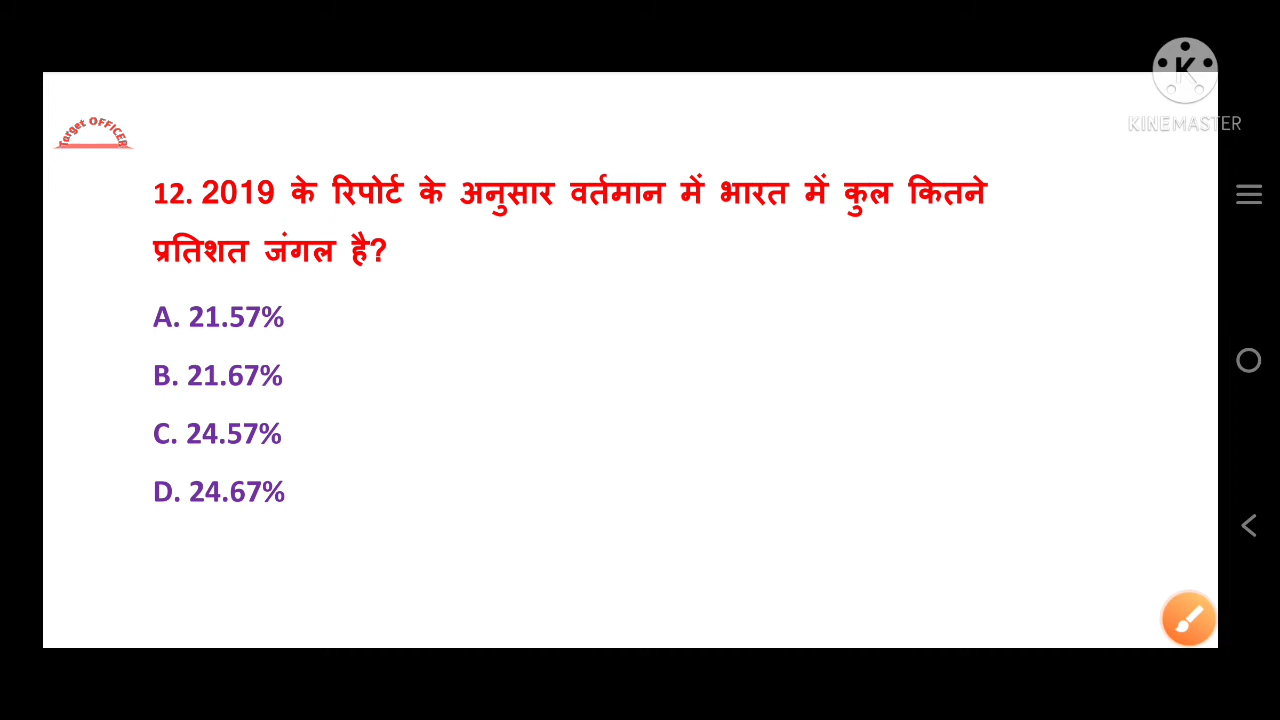 KINEMASTER
Target OFFICER
12. 2019 के रिपोर्ट के अनुसार वर्तमान में भारत में कुल कितने
प्रतिशत जंगल है?
A. 21.57%
B. 21.67%
C. 24.57%
D. 24.67%